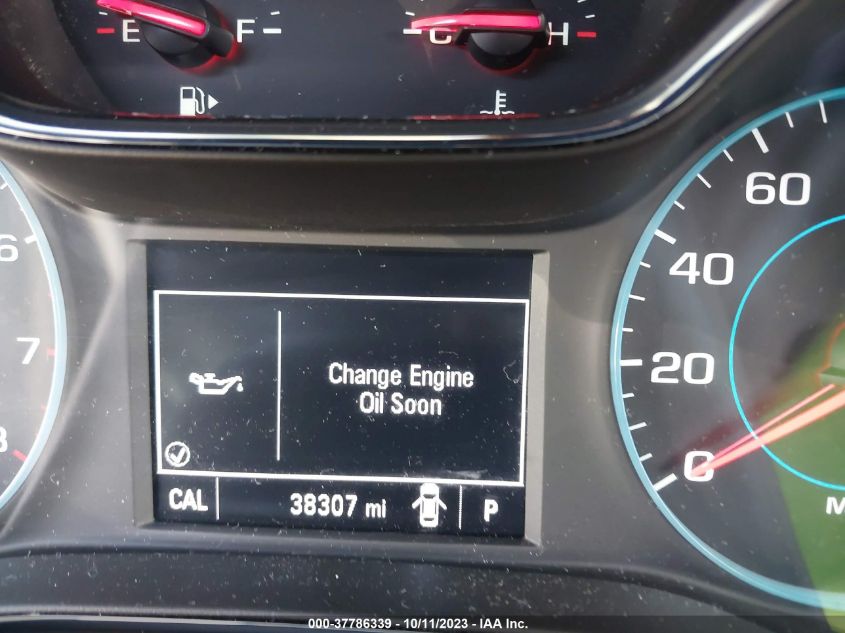 E F C H
60
6
40
Change Engine
Oil Soon
7
20
8
0
CAL 38307 mi P
M
000-37786339 - 10/11/2023 - IAA Inc.